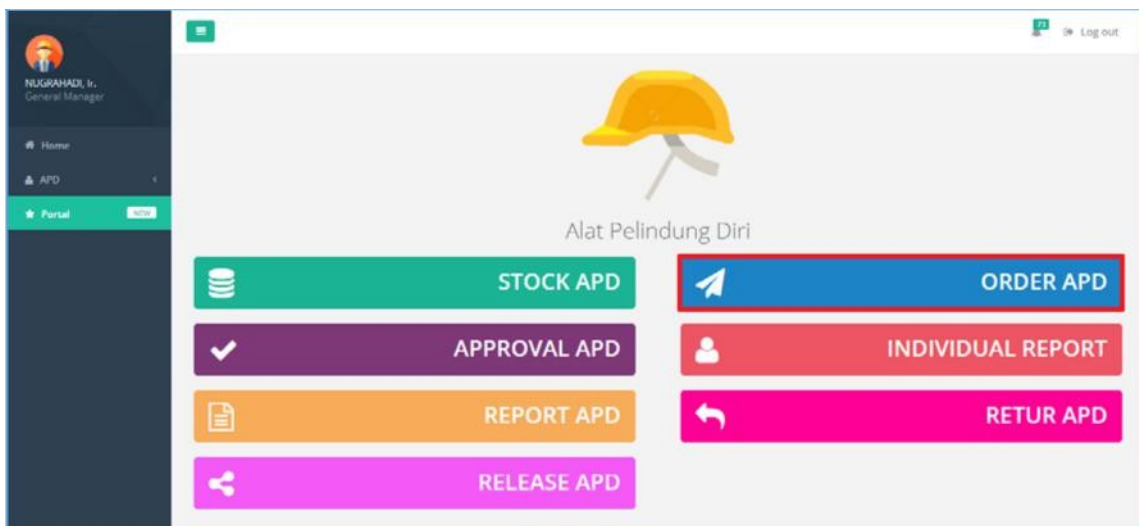 71
Log out
NUGRAHADI, Ir.
General Manager
Home
APD
Portal NEW
Alat Pelindung Diri
STOCK APD
ORDER APD
APPROVAL APD
INDIVIDUAL REPORT
REPORT APD
RETUR APD
RELEASE APD